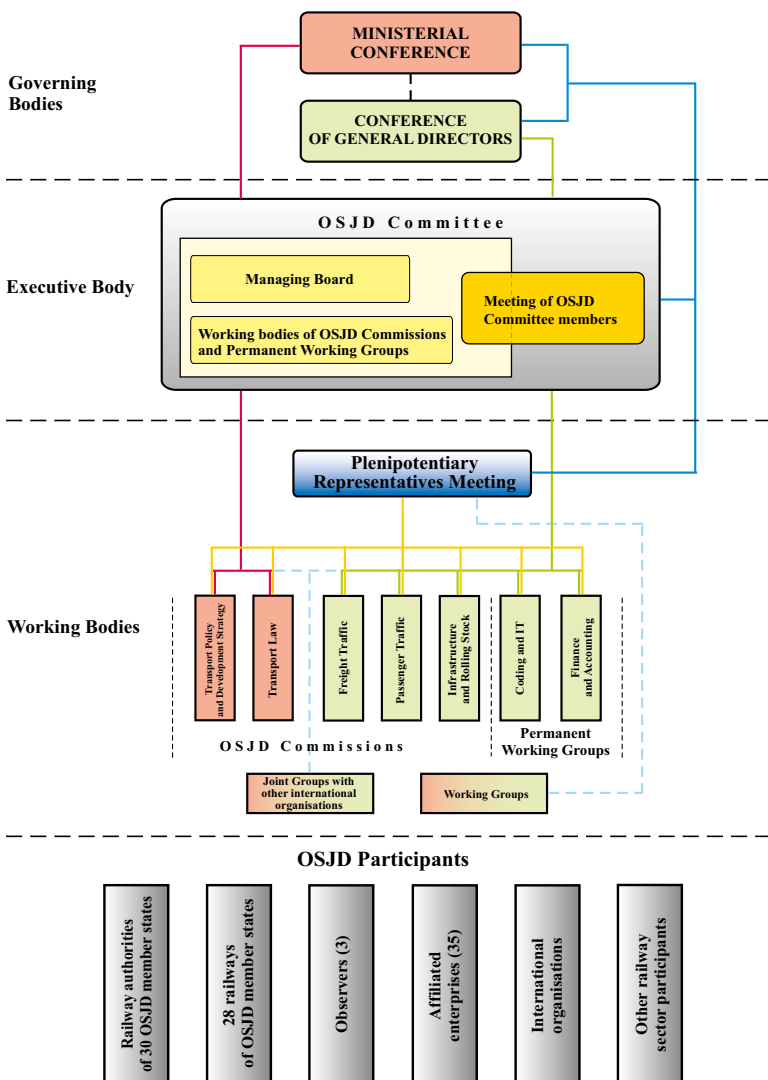 MINISTERIAL
CONFERENCE
Governing
Bodies
CONFERENCE
OF GENERAL DIRECTORS
OSJD Committee
Managing Board
Executive Body
Meeting of OSJD
Committee members
Working bodies of OSJD Commissions
and Permanent Working Groups
Plenipotentiary
Representatives Meeting
Working Bodies
Transport Policy
and Development Strategy
Transport Law
Freight Traffic
Passenger Traffic
Infrastructure
and Rolling Stock
Coding and IT
Finance
and Accounting
OSJD Commissions
Permanent
Working Groups
Joint Groups with
other international
organisations
Working Groups
OSJD Participants
Railway authorities
of 30 OSJD member states
28 railways
of OSJD member states
Observers (3)
Affiliated
enterprises (35)
International
organisations
Other railway
sector participants